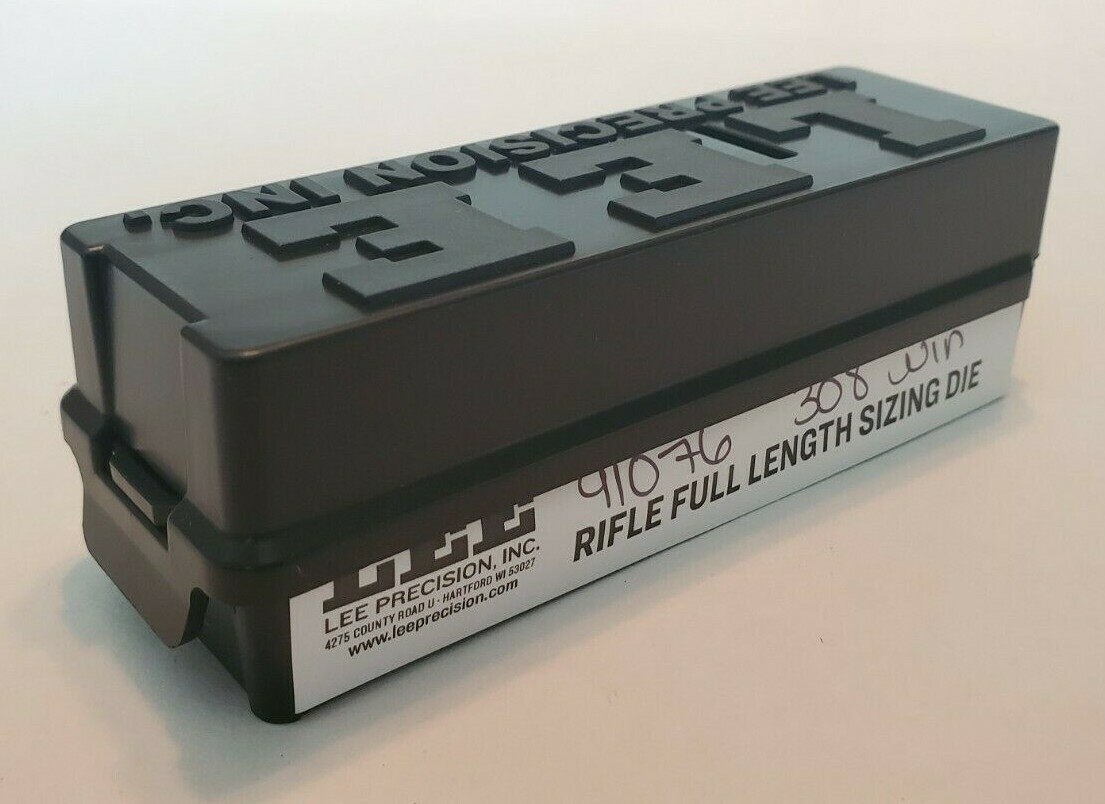 LEE PRECISION INC.
LEE
91076 308 win
LEE
LEE PRECISION, INC.
4275 COUNTY ROAD U · HARTFORD WI 53027
www.leeprecision.com
RIFLE FULL LENGTH SIZING DIE